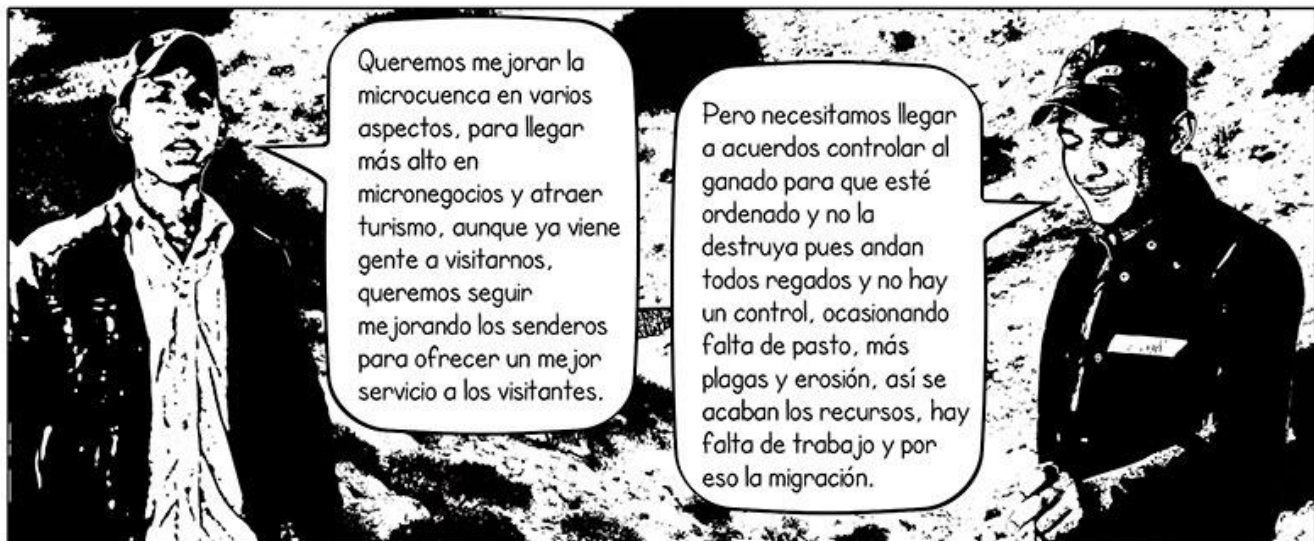 Queremos mejorar la
microcuenca en varios
aspectos, para llegar
más alto en
micronegocios y atraer
turismo, aunque ya viene
gente a visitarnos,
queremos seguir
mejorando los senderos
para ofrecer un mejor
servicio a los visitantes.
Pero necesitamos llegar
a acuerdos controlar al
ganado para que esté
ordenado y no la
destruya pues andan
todos regados y no hay
un control, ocasionando
falta de pasto, más
plagas y erosión, así se
acaban los recursos, hay
falta de trabajo y por
eso la migración.